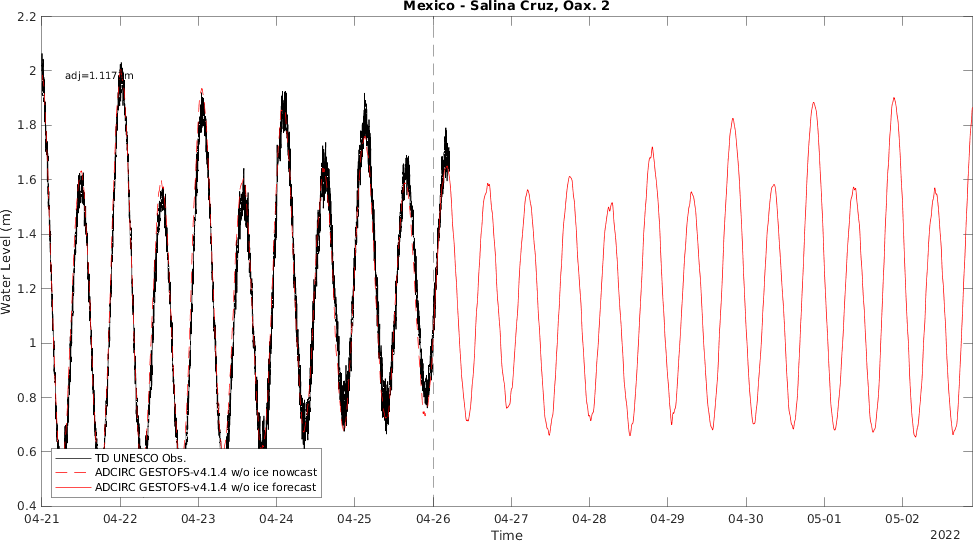 Mexico - Salina Cruz, Oax. 2
2.2
2
1.8
1.6
1.4
1.2
1
0.8
0.6
0.4
Water Level (m)
adj=1.117 m
TD UNESCO Obs.
ADCIRC GESTOFS-v4.1.4 w/o ice nowcast
ADCIRC GESTOFS-v4.1.4 w/o ice forecast
04-21 04-22 04-23 04-24 04-25 04-26 04-27 04-28 04-29 04-30 05-01 05-02
Time
2022